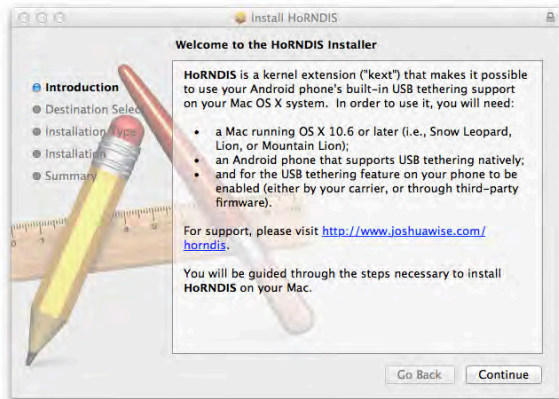 Install HoRNDIS
Welcome to the HoRNDIS Installer
Introduction
Destination Select
Installation Type
Installation
Summary
HoRNDIS is a kernel extension ("kext") that makes it possible
to use your Android phone's built-in USB tethering support
on your Mac OS X system. In order to use it, you will need:
• a Mac running OS X 10.6 or later (i.e., Snow Leopard,
Lion, or Mountain Lion);
• an Android phone that supports USB tethering natively;
• and for the USB tethering feature on your phone to be
enabled (either by your carrier, or through third-party
firmware).
For support, please visit http://www.joshuawise.com/
horndis.
You will be guided through the steps necessary to install
HoRNDIS on your Mac.
Go Back
Continue